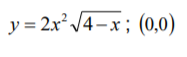 y = 2x²√4−x ; (0,0)